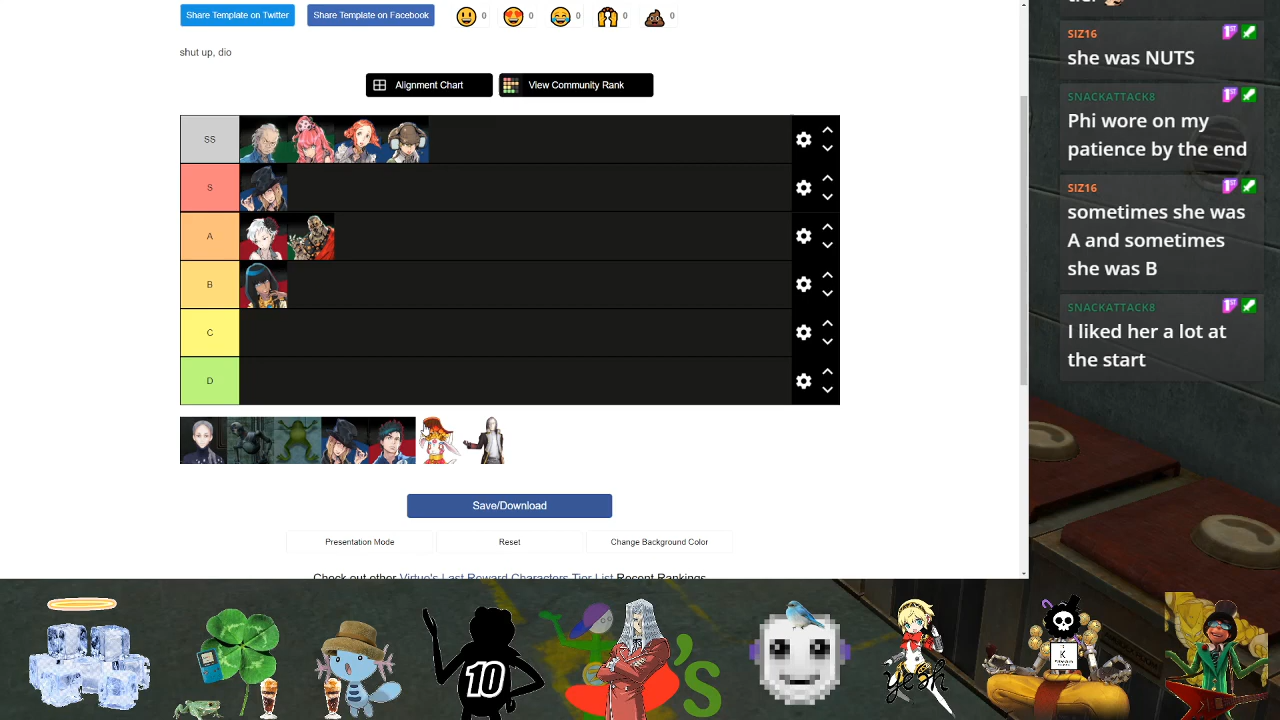 Share Template on Twitter
Share Template on Facebook
0
0
0
0
0
shut up, dio
Alignment Chart
View Community Rank
SS
S
A
B
C
D
Save/Download
Presentation Mode
Reset
Change Background Color
SIZ16
she was NUTS
SNACKATTACK8
Phi wore on my
patience by the end
SIZ16
sometimes she was
A and sometimes
she was B
SNACKATTACK8
I liked her a lot at
the start
10
's
yeah
K